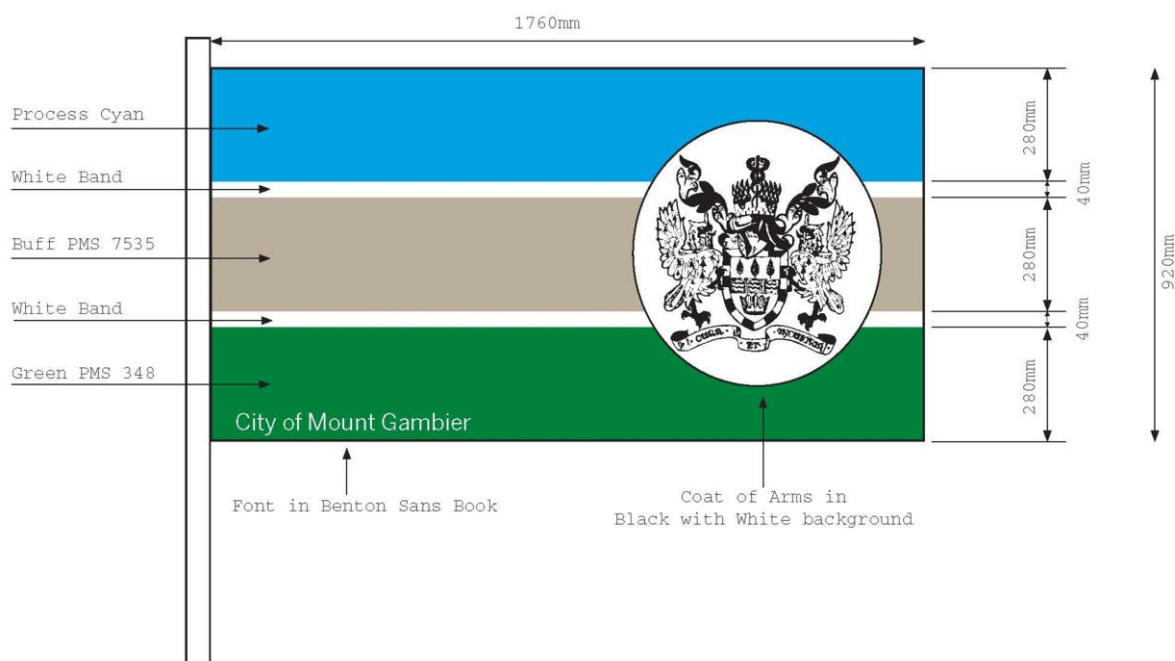 1760mm
Process Cyan
White Band
Buff PMS 7535
White Band
Green PMS 348
280mm
40mm
280mm
40mm
280mm
920mm
City of Mount Gambier
Font in Benton Sans Book
Coat of Arms in
Black with White background